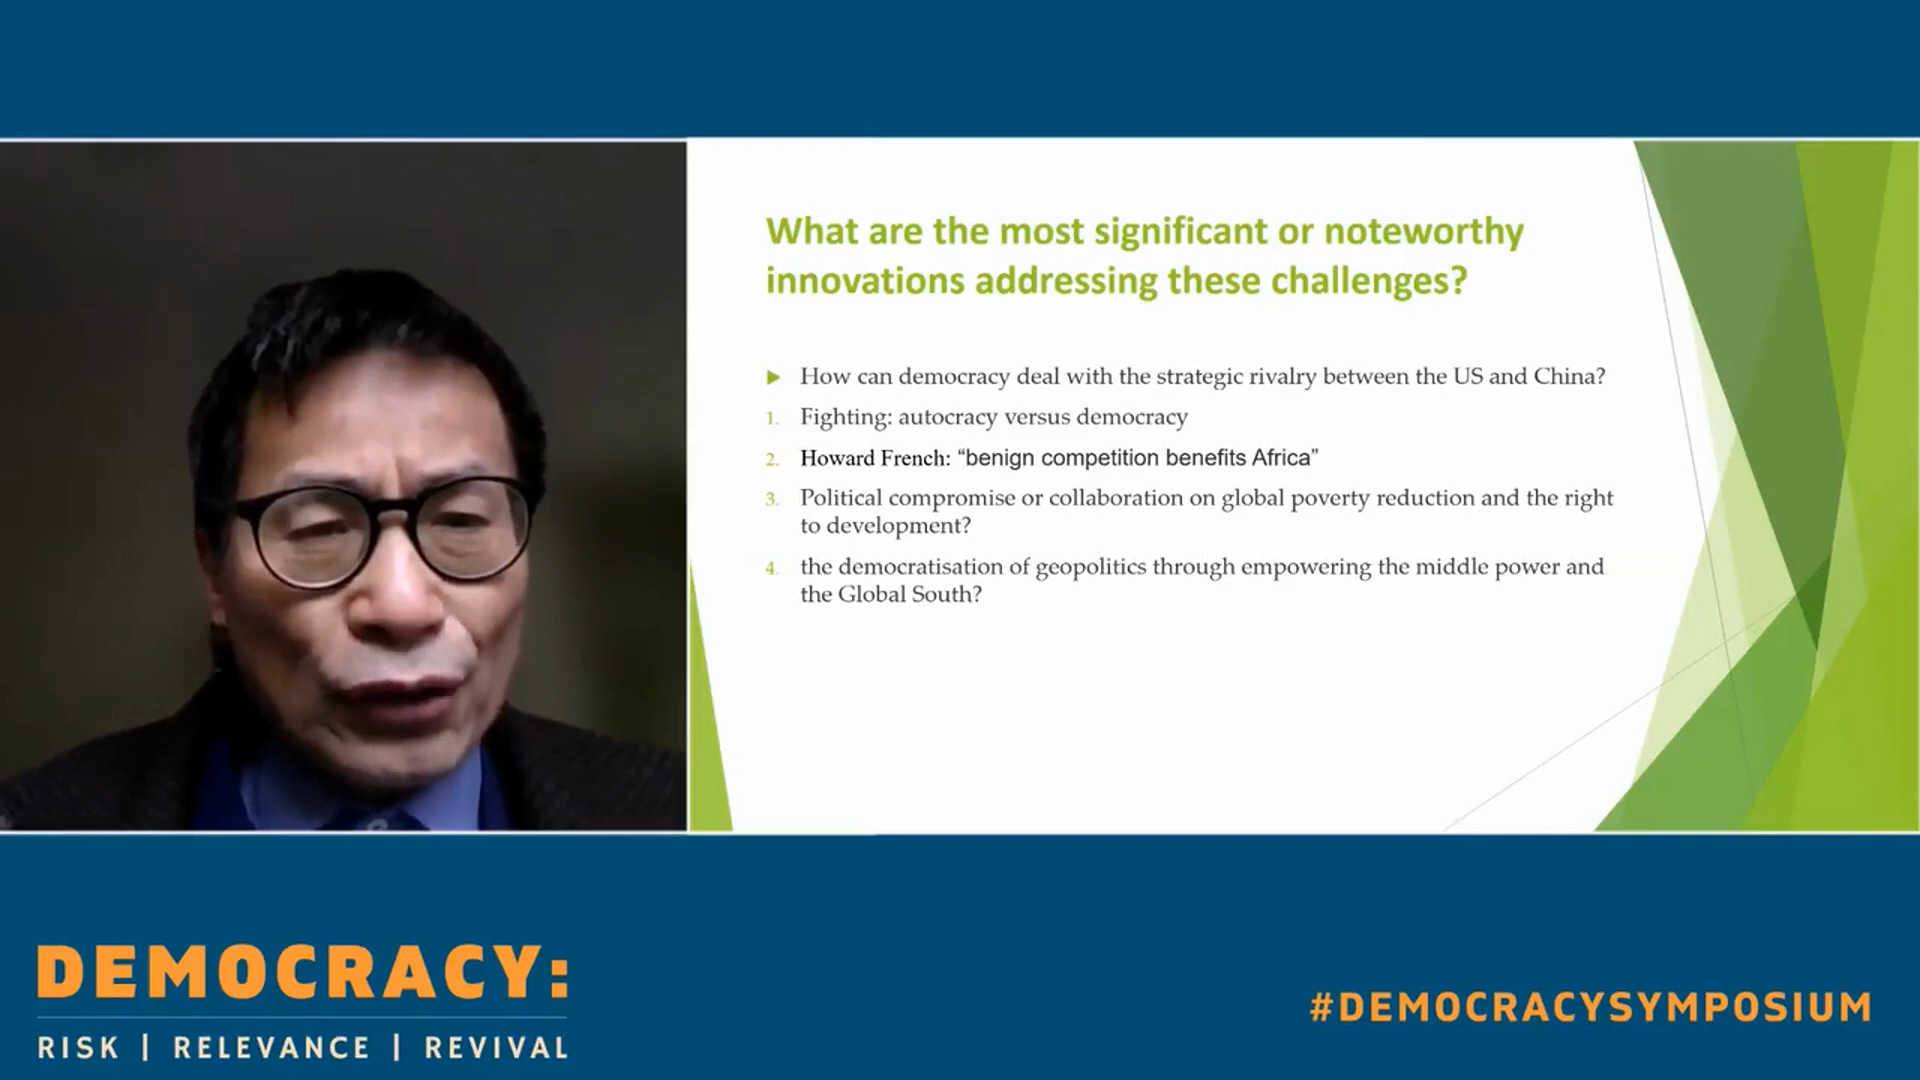 What are the most significant or noteworthy
innovations addressing these challenges?
▶ How can democracy deal with the strategic rivalry between the US and China?
1. Fighting: autocracy versus democracy
2. Howard French: “benign competition benefits Africa”
3. Political compromise or collaboration on global poverty reduction and the right
to development?
4. the democratisation of geopolitics through empowering the middle power and
the Global South?
DEMOCRACY:
RISK | RELEVANCE | REVIVAL
#DEMOCRACYSYMPOSIUM